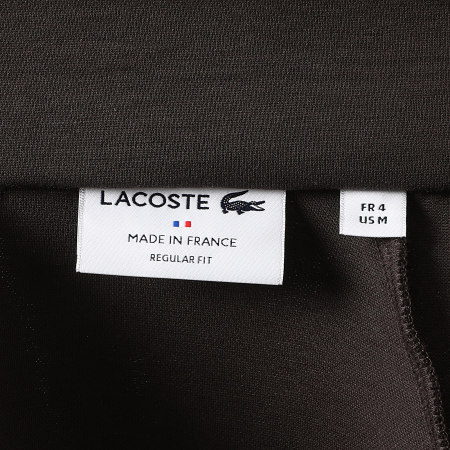 LACOSTE
MADE IN FRANCE
REGULAR FIT
FR 4
US M